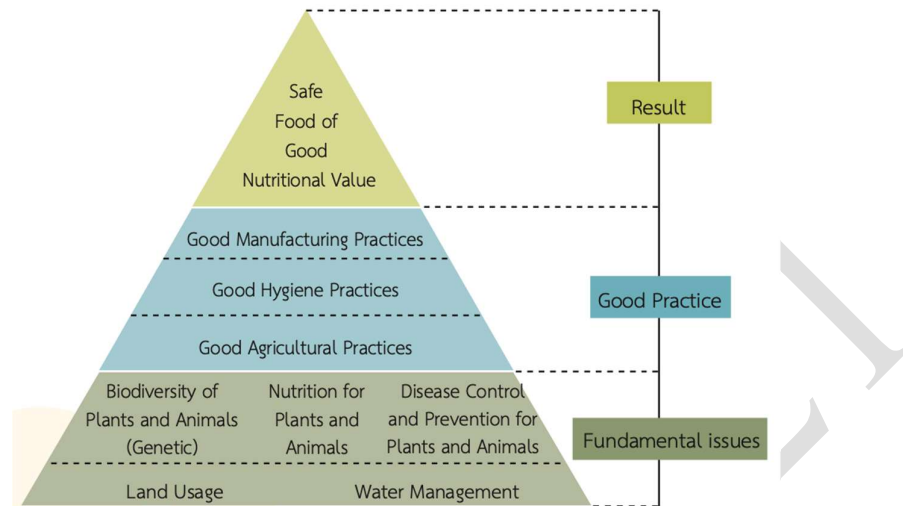 Safe
Food of
Good
Nutritional Value
Result
Good Manufacturing Practices
Good Hygiene Practices
Good Practice
Good Agricultural Practices
Biodiversity of
Plants and Animals
(Genetic)
Nutrition for
Plants and
Animals
Disease Control
and Prevention for
Plants and Animals
Fundamental issues
Land Usage
Water Management